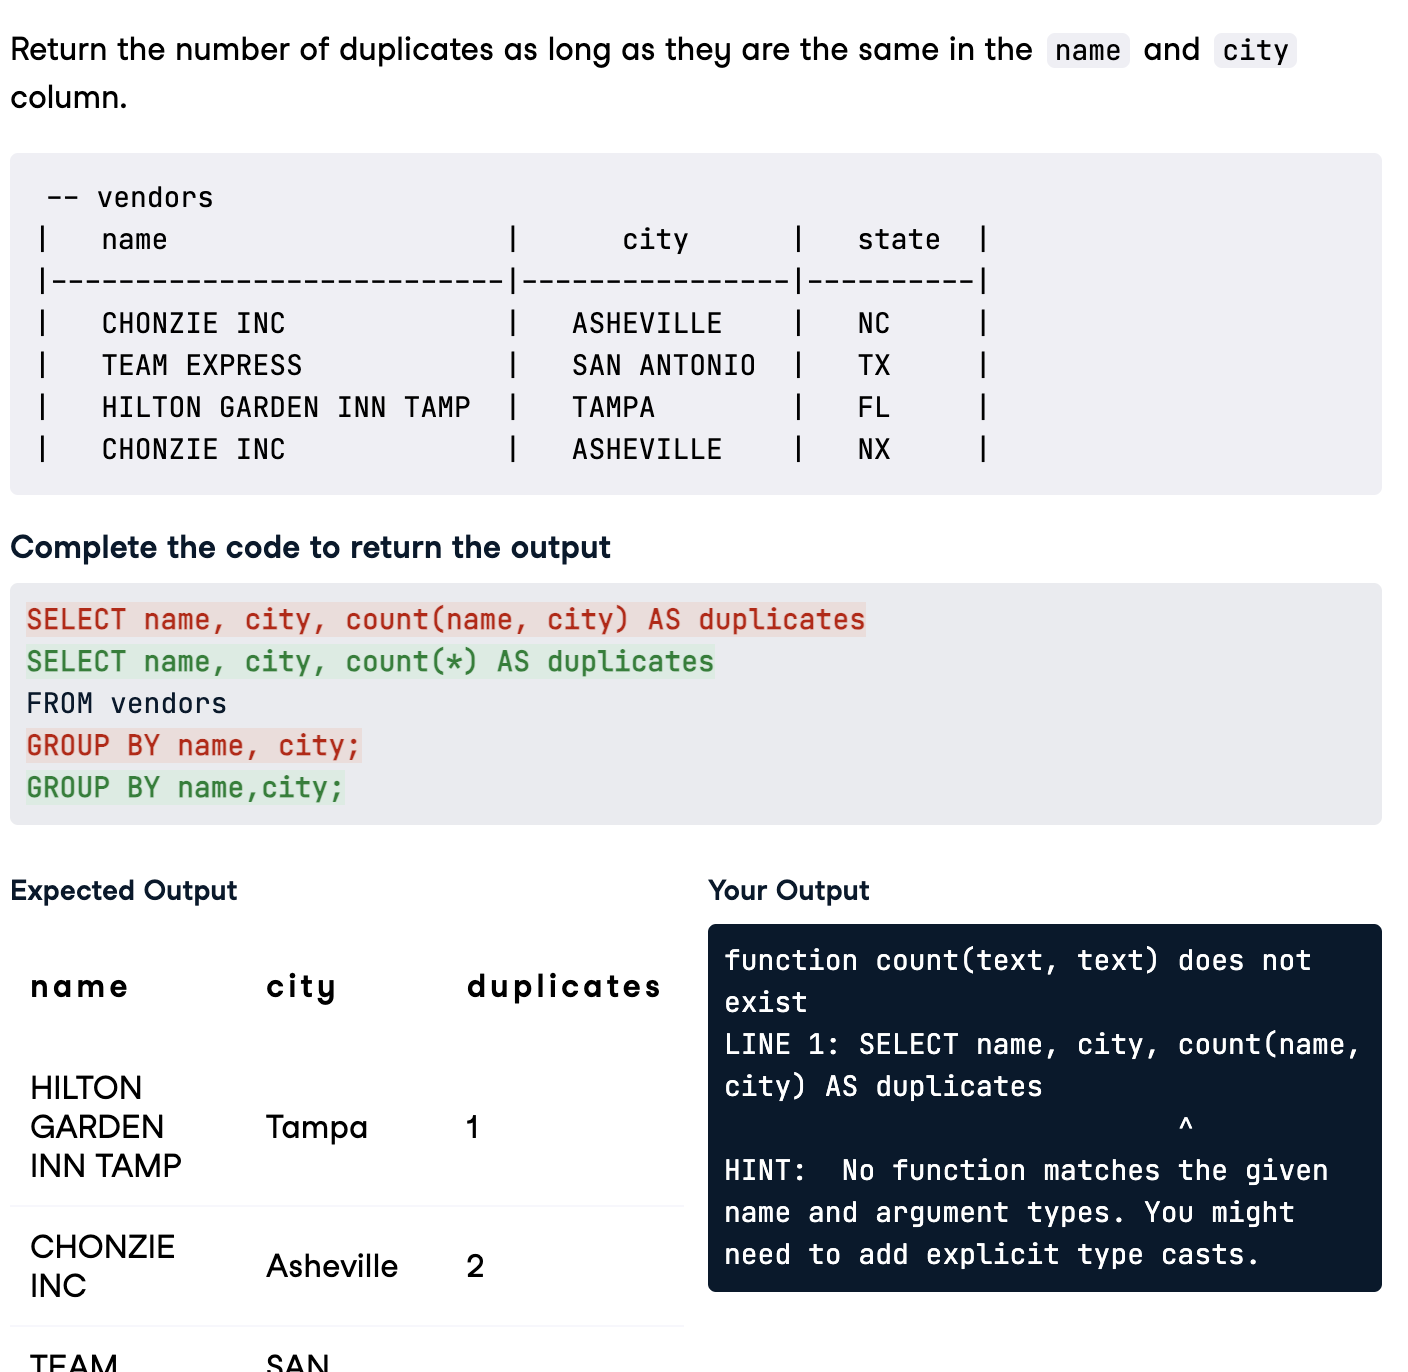 Return the number of duplicates as long as they are the same in the name and city
column.
-- vendors
|   name                    |      city      |   state  |
|---------------------------|----------------|----------|
|   CHONZIE INC             |   ASHEVILLE    |   NC     |
|   TEAM EXPRESS            |   SAN ANTONIO  |   TX     |
|   HILTON GARDEN INN TAMP  |   TAMPA        |   FL     |
|   CHONZIE INC             |   ASHEVILLE    |   NX     |
Complete the code to return the output
SELECT name, city, count(name, city) AS duplicates
SELECT name, city, count(*) AS duplicates
FROM vendors
GROUP BY name, city;
GROUP BY name,city;
Expected Output
name city duplicates
HILTON
GARDEN Tampa 1
INN TAMP
CHONZIE
INC Asheville 2
TEAM SAN
Your Output
function count(text, text) does not
exist
LINE 1: SELECT name, city, count(name,
city) AS duplicates
^
HINT:  No function matches the given
name and argument types. You might
need to add explicit type casts.